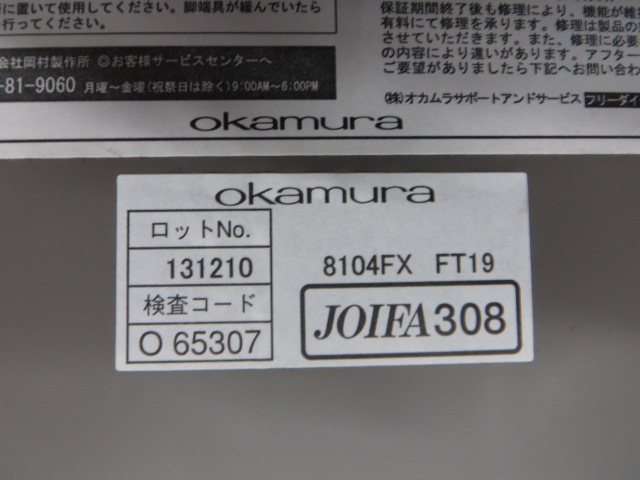 に置いて使用してください。脚端具が緩んでいたら
行ってください。
会社岡村製作所 ◎お客様サービスセンターへ
-81-9060 月曜～金曜(祝祭日は除く)9:00AM～6:00PM
保証期間終了後も修理により、機能が維
有料にて修理を承ります。修理は製品の
させていただきます。また、修理に必要
の内容により違いがあります。アフター
ご要望がありましたら下記へお問い合わ
㈱オカムラサポートアンドサービス フリーダイ
okamura
okamura
ロットNo.
131210
検査コード
O 65307
8104FX FT19
JOIFA308